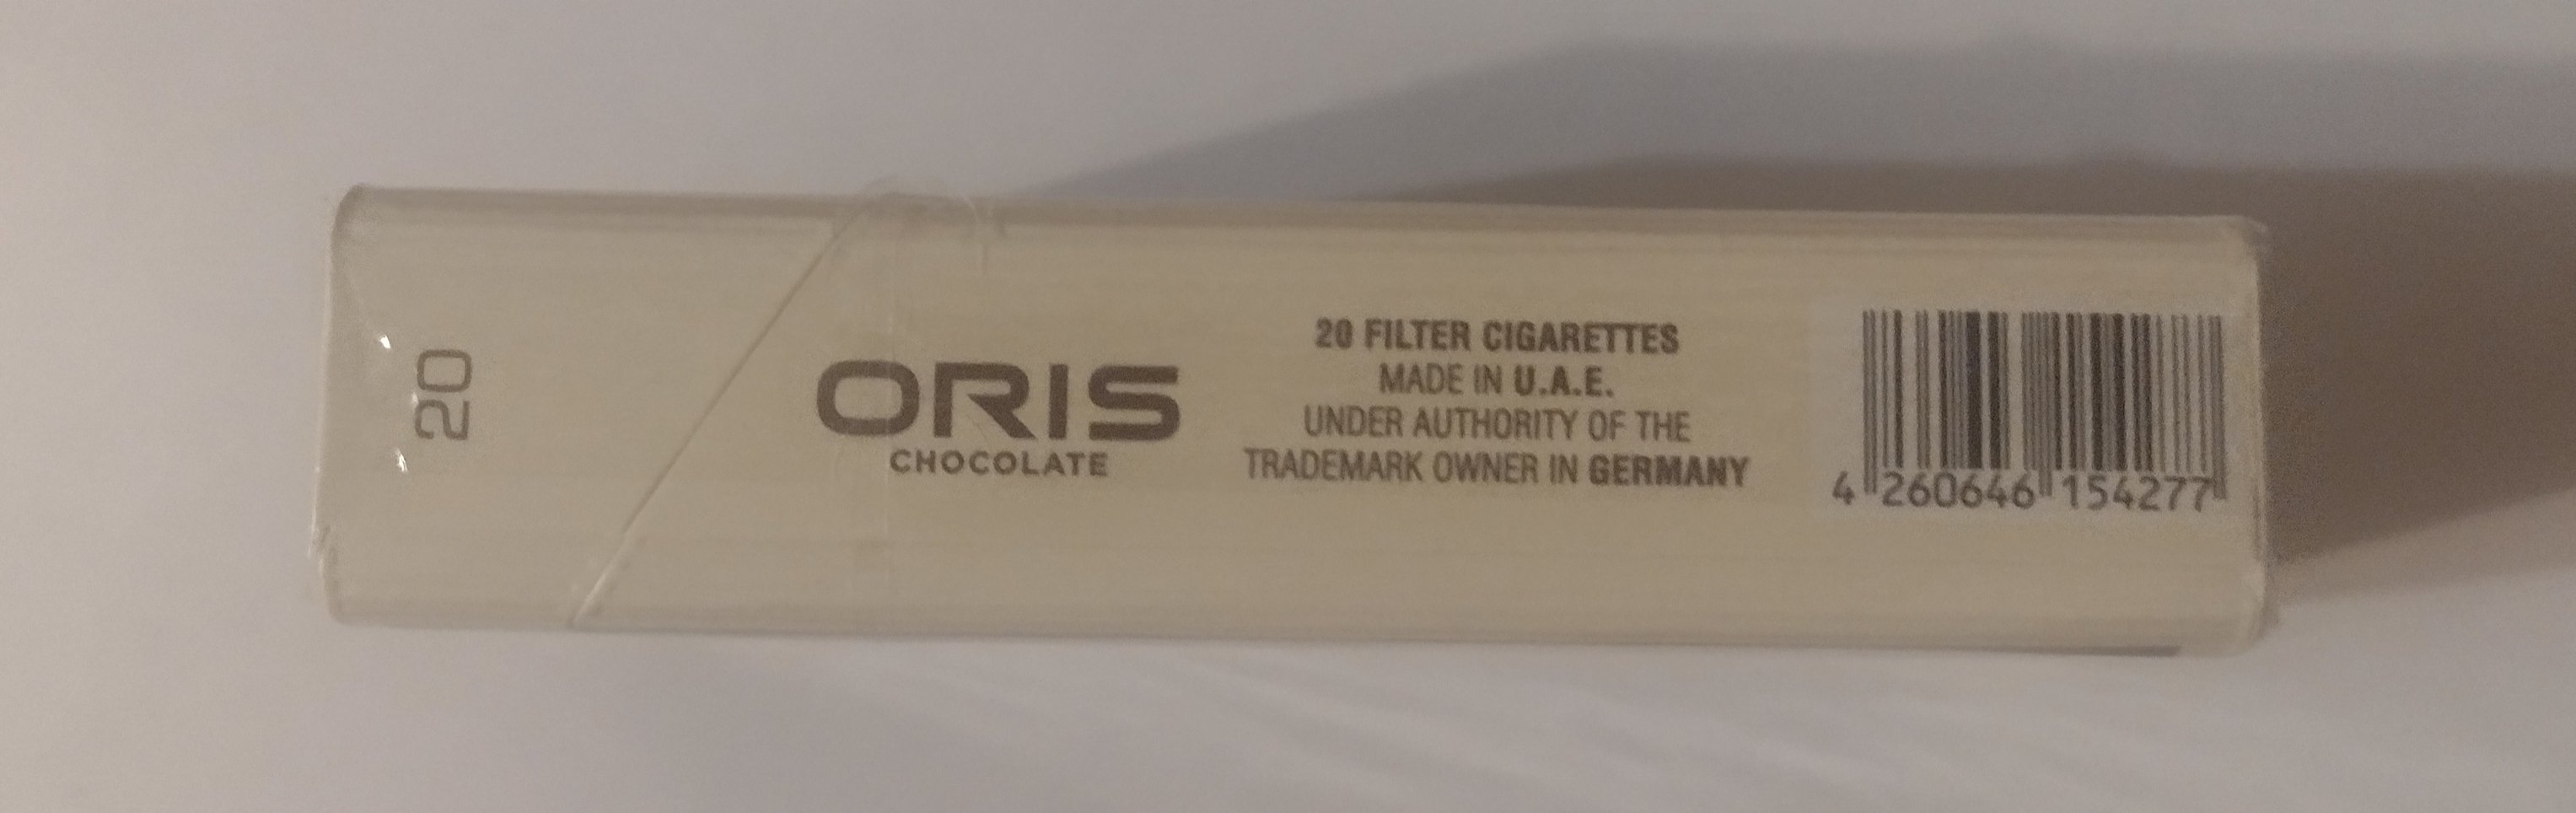 20
ORIS
CHOCOLATE
20 FILTER CIGARETTES
MADE IN U.A.E.
UNDER AUTHORITY OF THE
TRADEMARK OWNER IN GERMANY
4 260646 154277